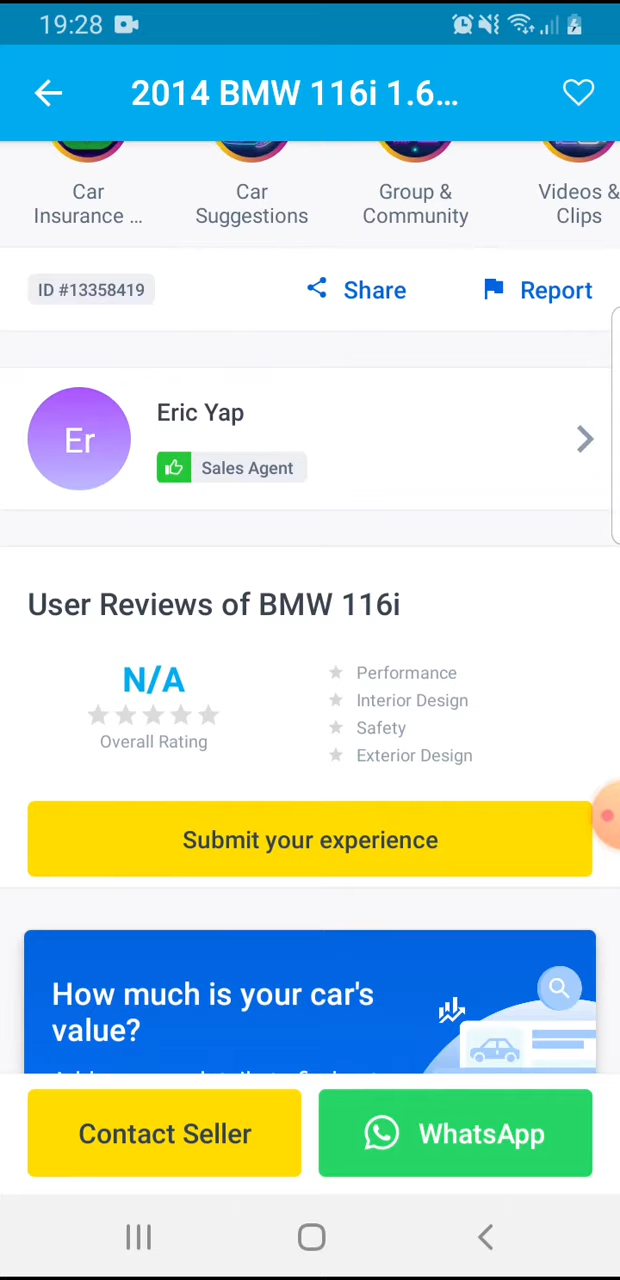 19:28
2014 BMW 116i 1.6...
Car Insurance ...
Car Suggestions
Group & Community
Videos & Clips
ID #13358419
Share
Report
Er
Eric Yap
Sales Agent
User Reviews of BMW 116i
N/A
Overall Rating
Performance
Interior Design
Safety
Exterior Design
Submit your experience
How much is your car's
value?
Contact Seller
WhatsApp